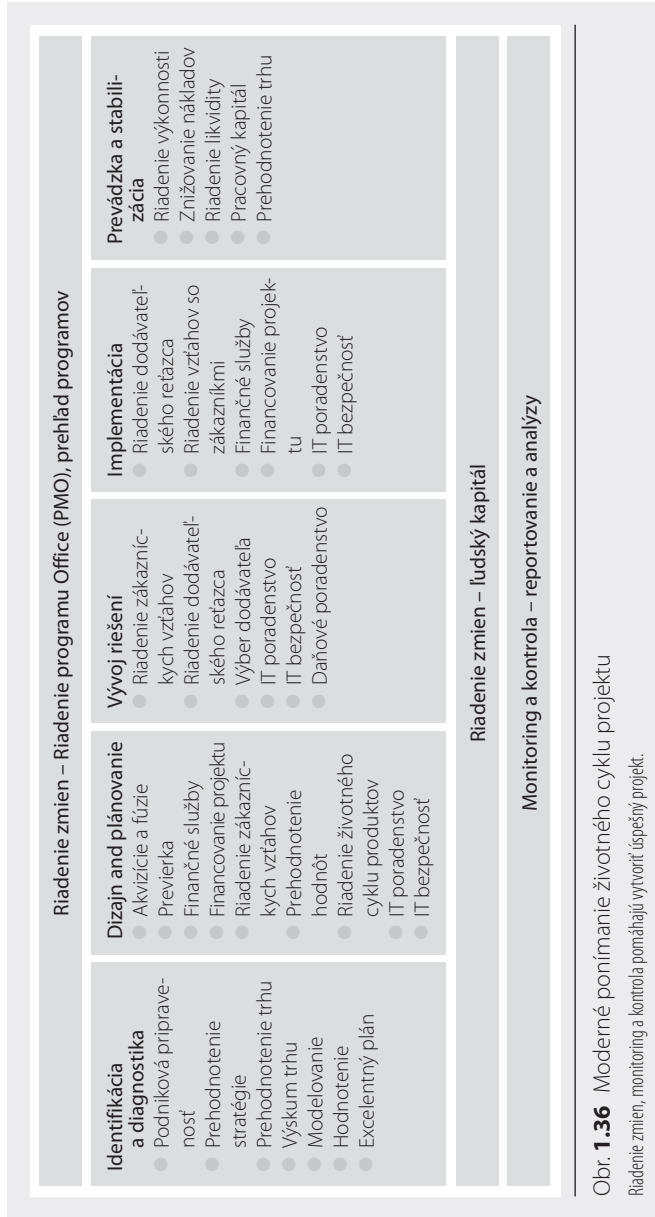 Riadenie zmien – Riadenie programu Office (PMO), prehľad programov
Identifikácia
a diagnostika
Podniková priprave-
nosť
Prehodnotenie
stratégie
Prehodnotenie trhu
Výskum trhu
Modelovanie
Hodnotenie
Excelentný plán
Dizajn and plánovanie
Akvizície a fúzie
Previerka
Finančné služby
Financovanie projektu
Riadenie zákazníc-
kych vzťahov
Prehodnotenie
hodnôt
Riadenie životného
cyklu produktov
IT poradenstvo
IT bezpečnosť
Vývoj riešení
Riadenie zákazníc-
kych vzťahov
Riadenie dodávateľ-
ského reťazca
Výber dodávateľa
IT poradenstvo
IT bezpečnosť
Daňové poradenstvo
Implementácia
Riadenie dodávateľ-
ského reťazca
Riadenie vzťahov so
zákazníkmi
Finančné služby
Financovanie projek-
tu
IT poradenstvo
IT bezpečnosť
Prevádzka a stabili-
zácia
Riadenie výkonnosti
Znižovanie nákladov
Riadenie likvidity
Pracovný kapitál
Prehodnotenie trhu
Riadenie zmien – ľudský kapitál
Monitoring a kontrola – reportovanie a analýzy
Obr. 1.36 Moderné ponímanie životného cyklu projektu
Riadenie zmien, monitoring a kontrola pomáhajú vytvoriť úspešný projekt.